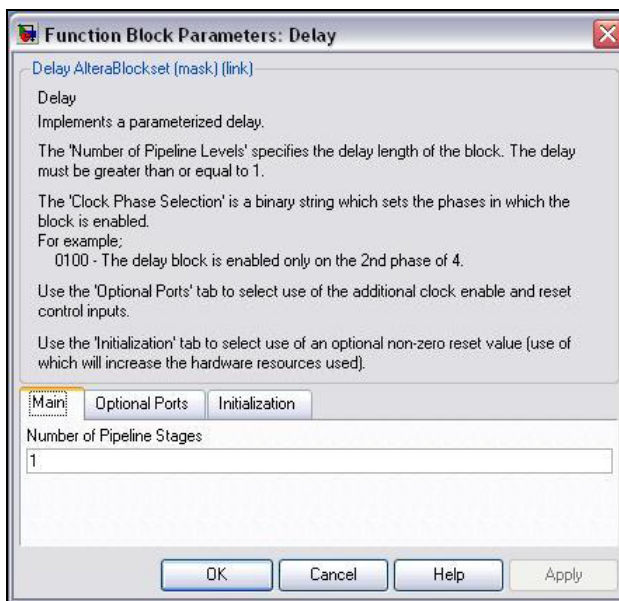 Function Block Parameters: Delay
Delay AlteraBlockset (mask) (link)
Delay
Implements a parameterized delay.
The 'Number of Pipeline Levels' specifies the delay length of the block. The delay
must be greater than or equal to 1.
The 'Clock Phase Selection' is a binary string which sets the phases in which the
block is enabled.
For example;
0100 - The delay block is enabled only on the 2nd phase of 4.
Use the 'Optional Ports' tab to select use of the additional clock enable and reset
control inputs.
Use the 'Initialization' tab to select use of an optional non-zero reset value (use of
which will increase the hardware resources used).
Main Optional Ports Initialization
Number of Pipeline Stages
1
OK Cancel Help Apply